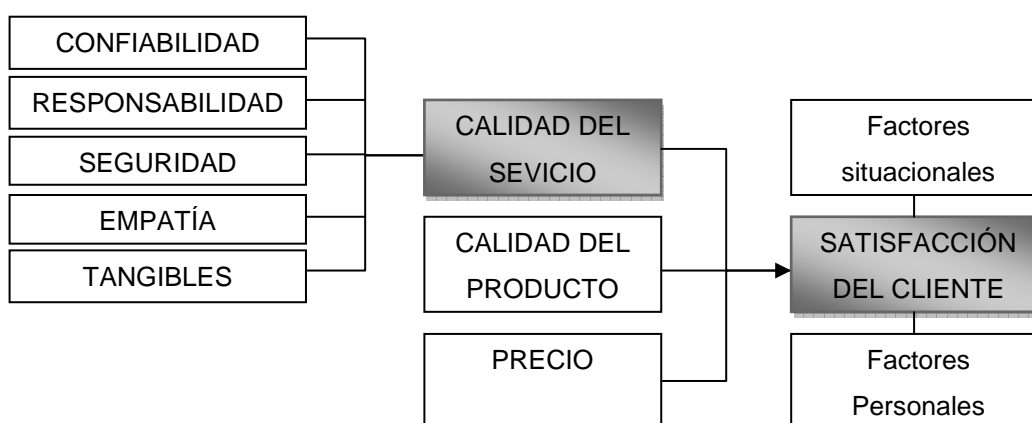 CONFIABILIDAD
RESPONSABILIDAD
SEGURIDAD
EMPATÍA
TANGIBLES
CALIDAD DEL
SEVICIO
CALIDAD DEL
PRODUCTO
PRECIO
Factores
situacionales
SATISFACCIÓN
DEL CLIENTE
Factores
Personales